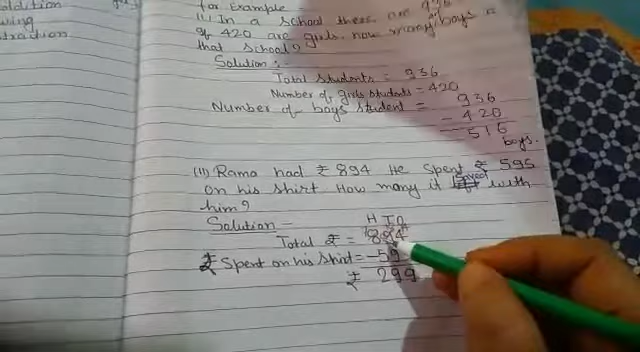 addition
wing
traction
for Example
(i) In a School there are 936
of 420 are girls. how many boys
that School?
Solution :-
Total Students = 936
Number of girls students = 420
Number of boys student = 936
- 420
516
boys.
(ii) Rama had ₹ 894 He Spent ₹ 595
on his shirt How many it left with
him?
Solution -
H T O
Total ₹ = 894
₹ Spent on his Shirt = - 59
₹ 299